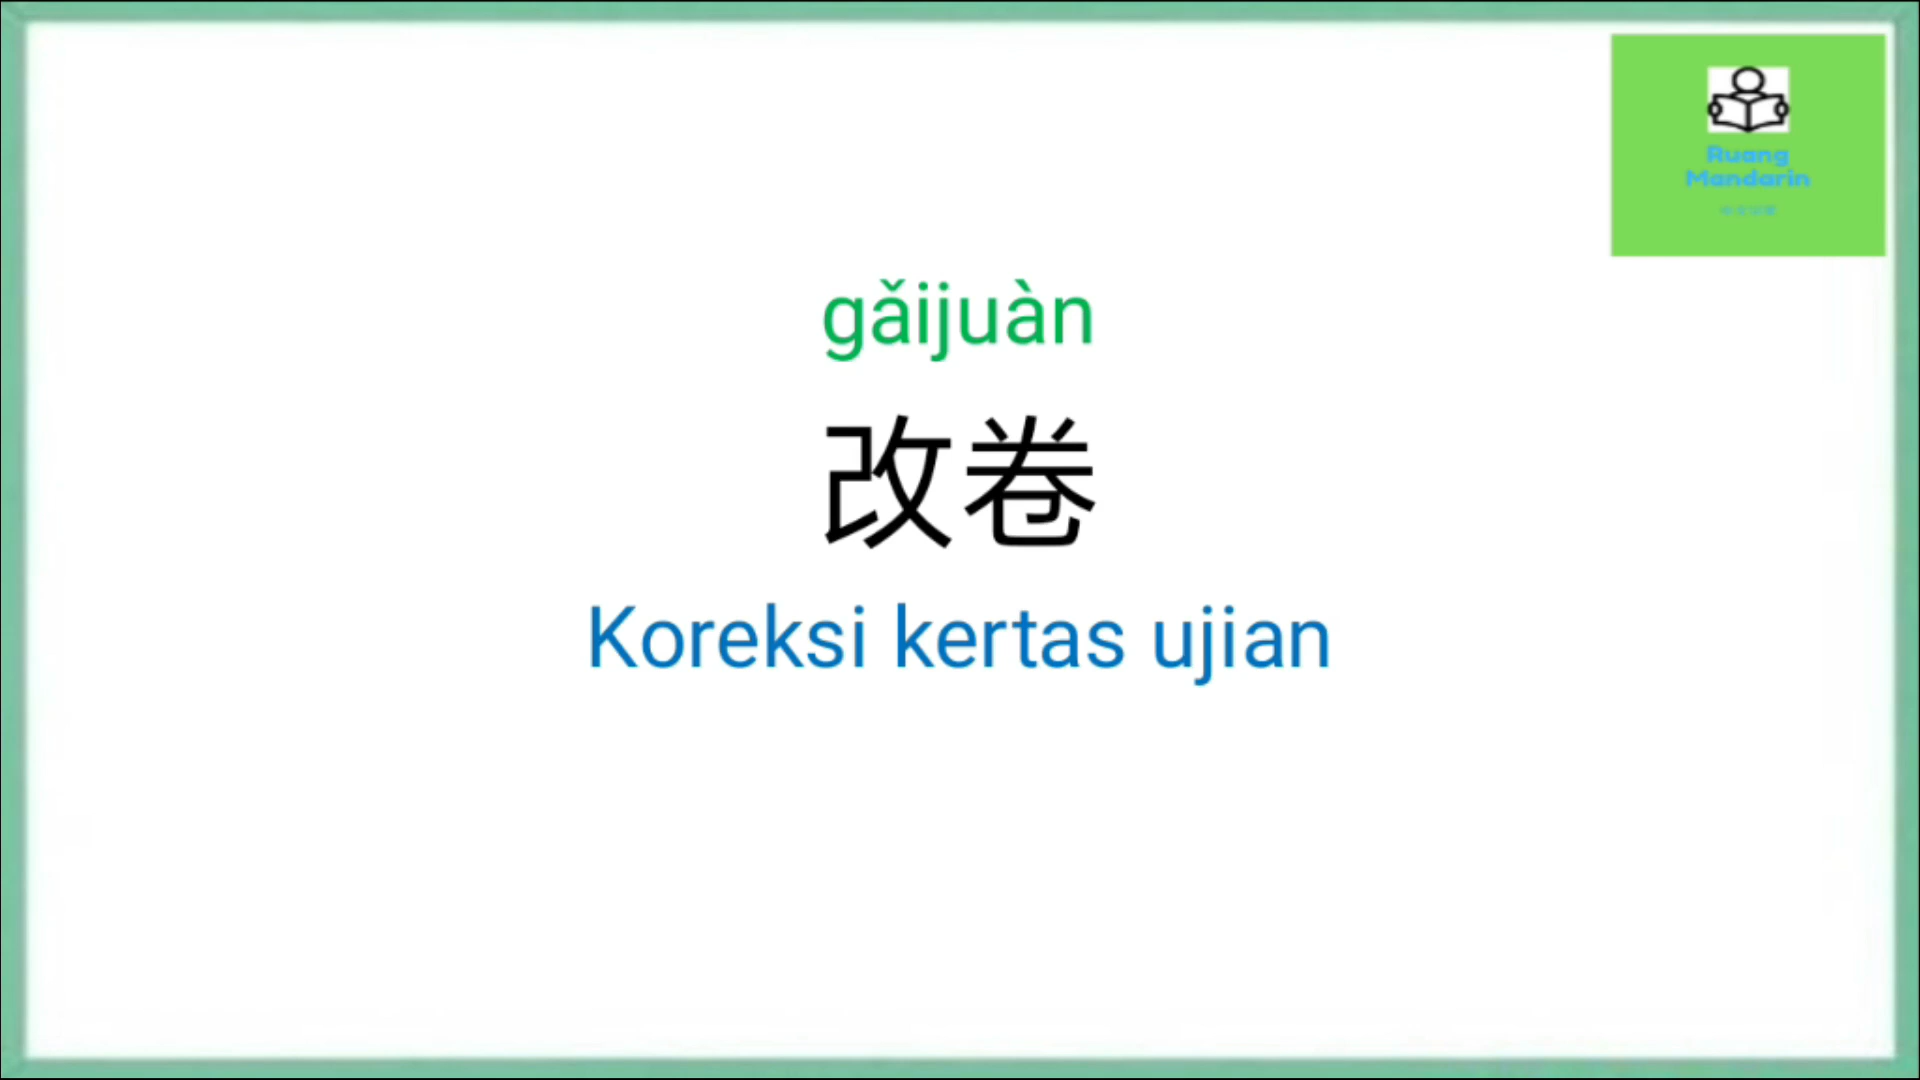 Ruang
Mandarin
gǎijuàn
改卷
Koreksi kertas ujian